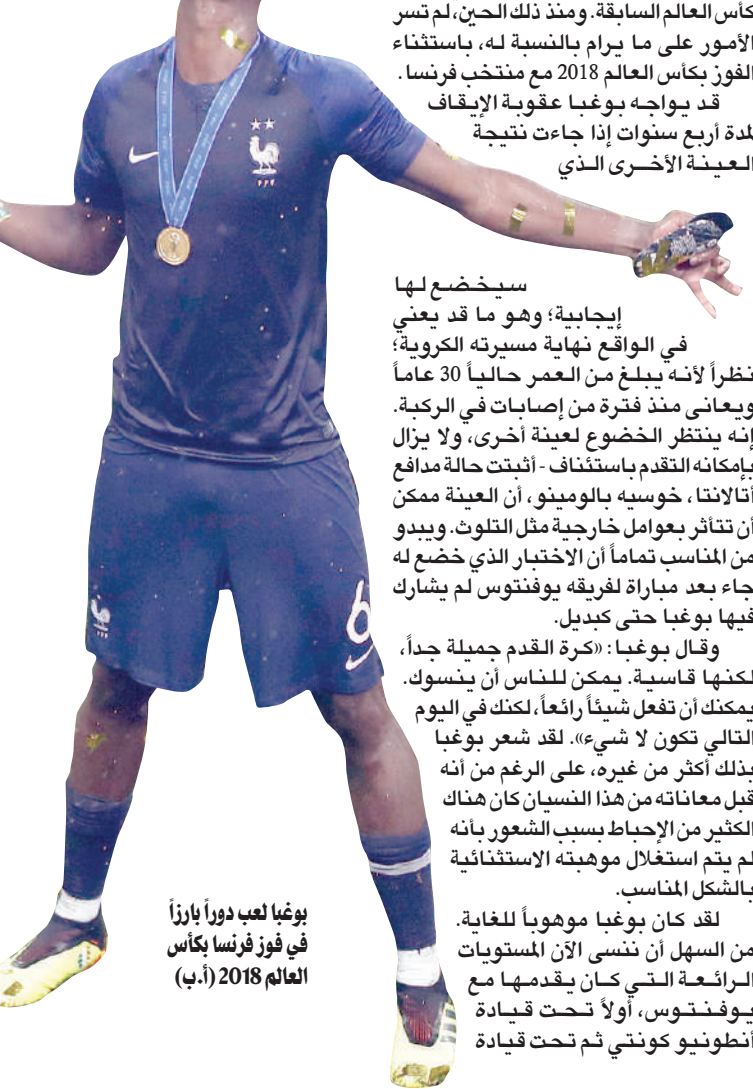 كأس العالم السابقة. ومنذ ذلك الحين، لم تسر
الأمور على ما يرام بالنسبة له، باستثناء
الفوز بكأس العالم 2018 مع منتخب فرنسا.
قد يواجه بوغبا عقوبة الإيقاف
لمدة أربع سنوات إذا جاءت نتيجة
العينة الأخرى الذي
سيخضع لها
إيجابية؛ وهو ما قد يعني
في الواقع نهاية مسيرته الكروية؛
نظراً لأنه يبلغ من العمر حالياً 30 عاماً
ويعانى منذ فترة من إصابات في الركبة.
إنه ينتظر الخضوع لعينة أخرى، ولا يزال
بإمكانه التقدم باستئناف - أثبتت حالة مدافع
أتالانتا، خوسيه بالومينو، أن العينة ممكن
أن تتأثر بعوامل خارجية مثل التلوث. ويبدو
من المناسب تماماً أن الاختبار الذي خضع له
جاء بعد مباراة لفريقه يوفنتوس لم يشارك
فيها بوغبا حتى كبديل.
وقال بوغبا: «كرة القدم جميلة جداً،
لكنها قاسية. يمكن للناس أن ينسوك.
يمكنك أن تفعل شيئاً رائعاً، لكنك في اليوم
التالي تكون لا شيء». لقد شعر بوغبا
بذلك أكثر من غيره، على الرغم من أنه
قبل معاناته من هذا النسيان كان هناك
الكثير من الإحباط بسبب الشعور بأنه
لم يتم استغلال موهبته الاستثنائية
بالشكل المناسب.
لقد كان بوغبا موهوباً للغاية.
من السهل أن ننسى الآن المستويات
الرائعة التي كان يقدمها مع
يوفنتوس، أولاً تحت قيادة
أنطونيو كونتي ثم تحت قيادة
بوغبا لعب دوراً بارزاً
في فوز فرنسا بكأس
العالم 2018 (أ.ب)
6